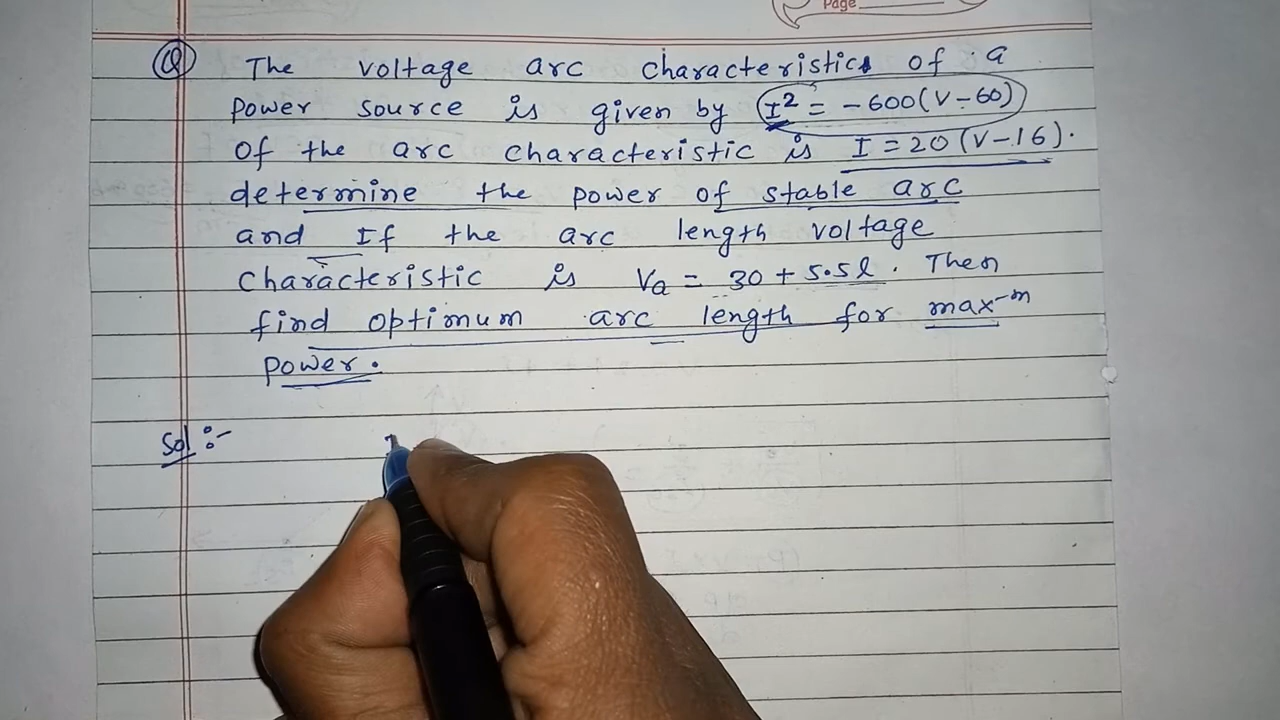 Page
Q The voltage arc characteristics of a
power source is given by I² = -600(V-60)
of the arc characteristic is I = 20(V-16).
determine the power of stable arc
and If the arc length voltage
characteristic is Va = 30 + 5.5l. Then
find optimum arc length for max-m
power.
Sol :-